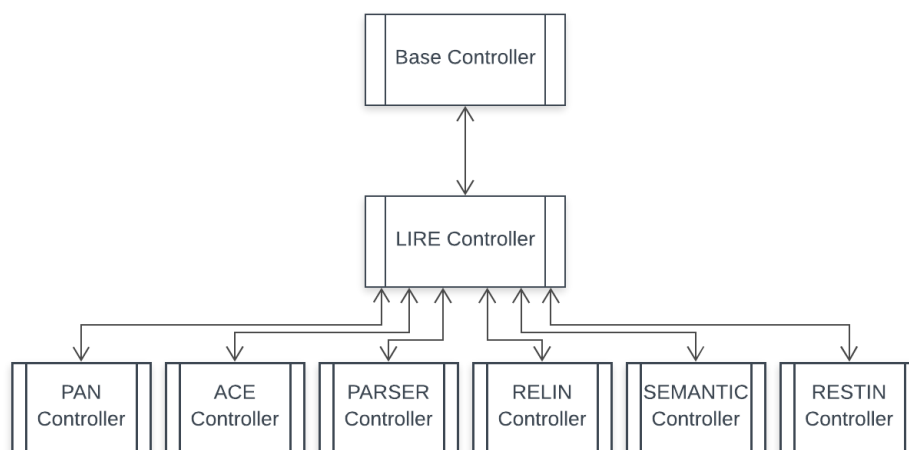 Base Controller
LIRE Controller
PAN
Controller
ACE
Controller
PARSER
Controller
RELIN
Controller
SEMANTIC
Controller
RESTIN
Controller